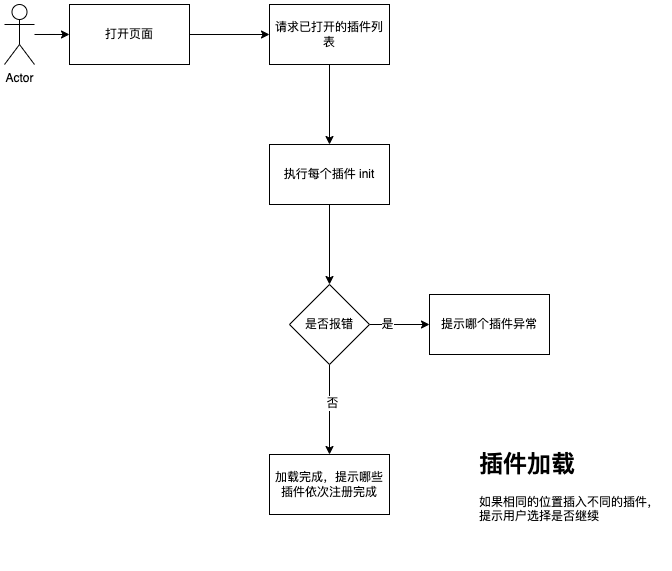 打开页面
请求已打开的插件列
表
Actor
执行每个插件 init
是否报错
是
提示哪个插件异常
否
加载完成，提示哪些
插件依次注册完成
插件加载
如果相同的位置插入不同的插件，
提示用户选择是否继续